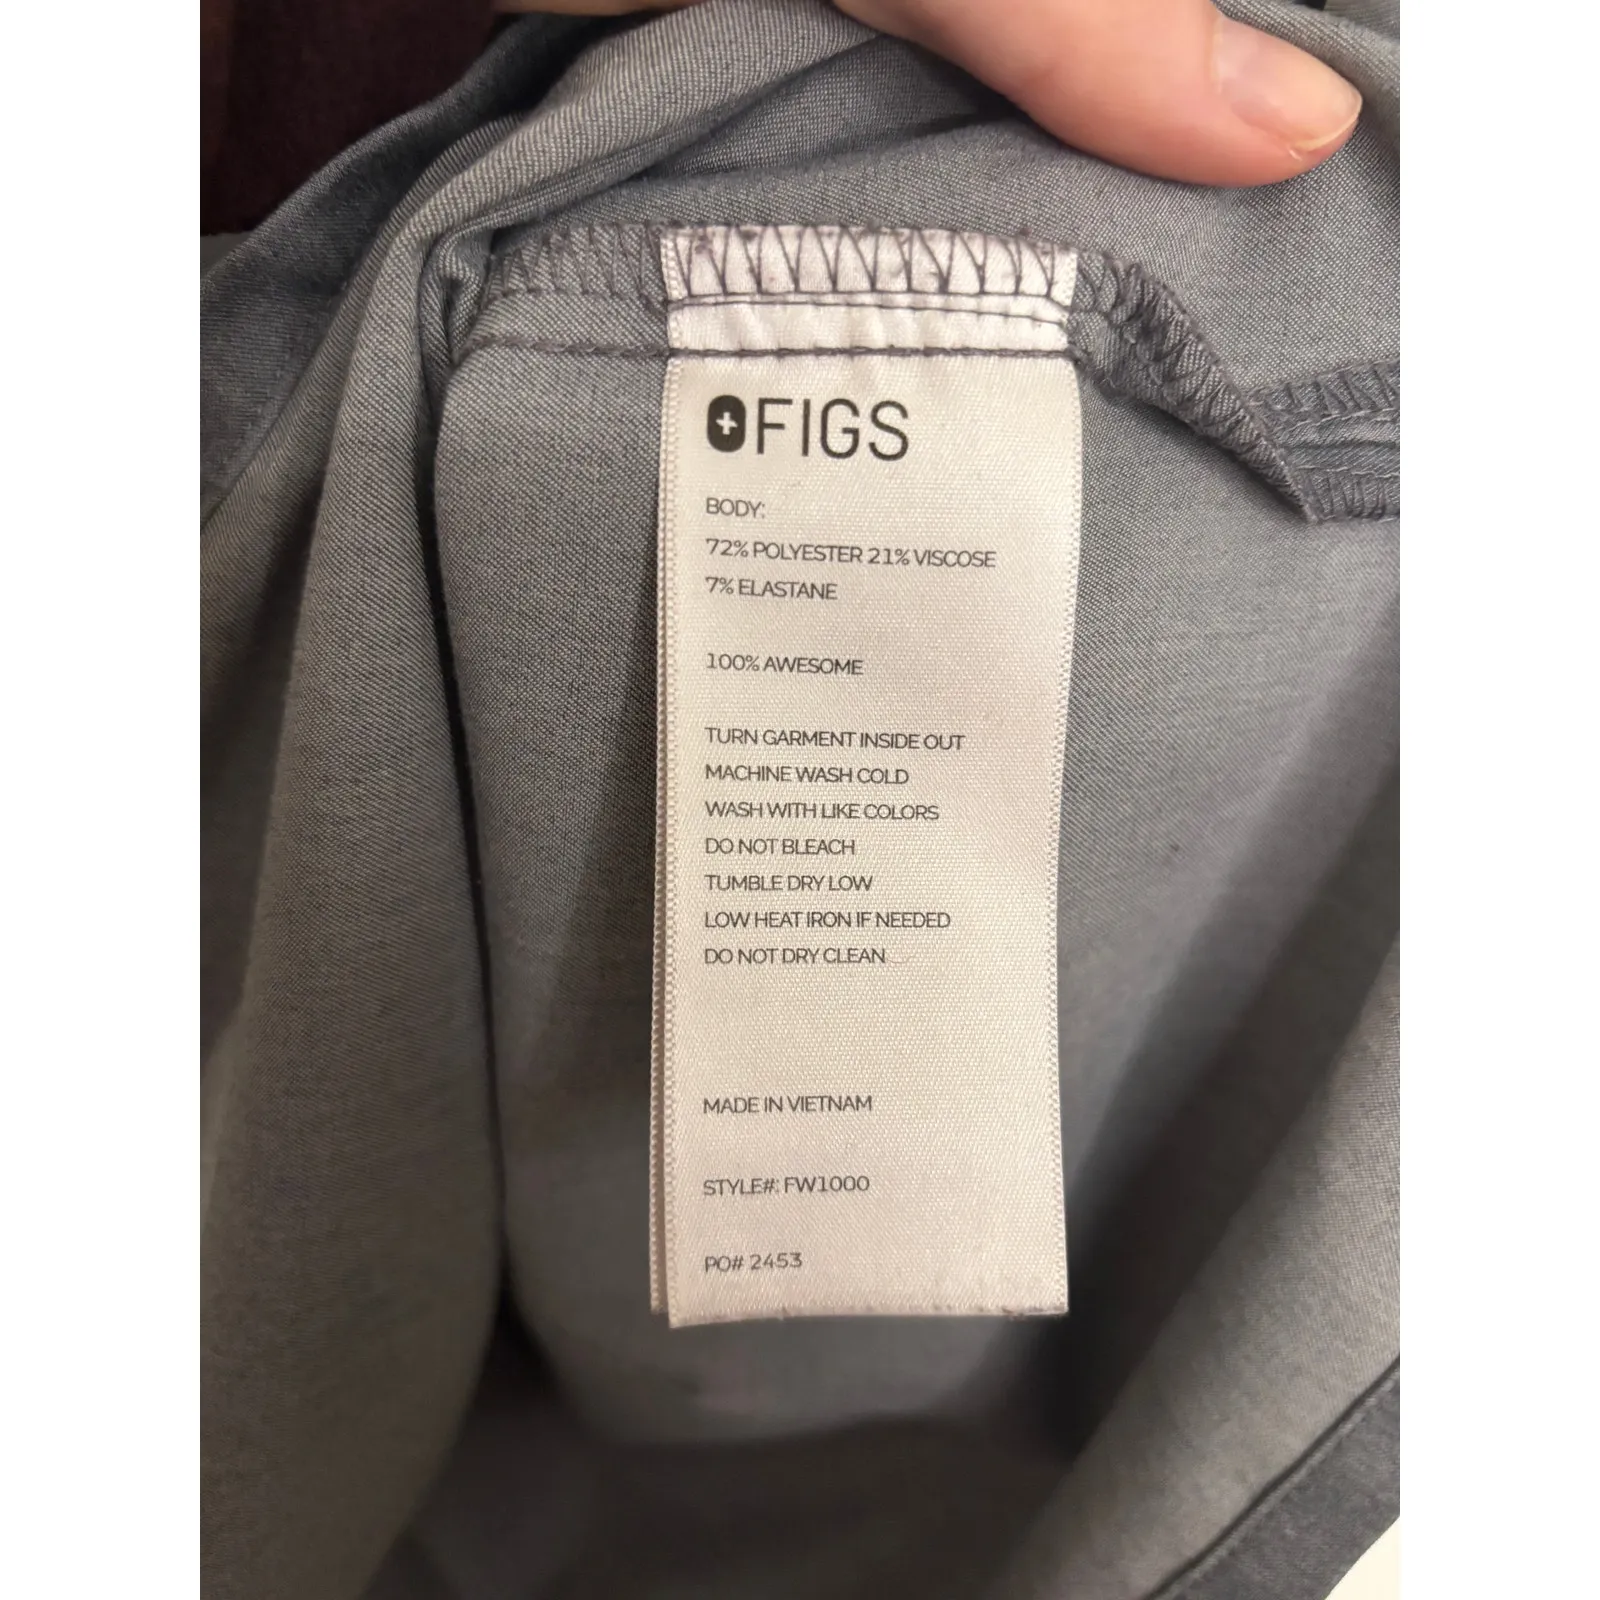 FIGS
BODY:
72% POLYESTER 21% VISCOSE
7% ELASTANE
100% AWESOME
TURN GARMENT INSIDE OUT
MACHINE WASH COLD
WASH WITH LIKE COLORS
DO NOT BLEACH
TUMBLE DRY LOW
LOW HEAT IRON IF NEEDED
DO NOT DRY CLEAN
MADE IN VIETNAM
STYLE#: FW1000
PO# 2453